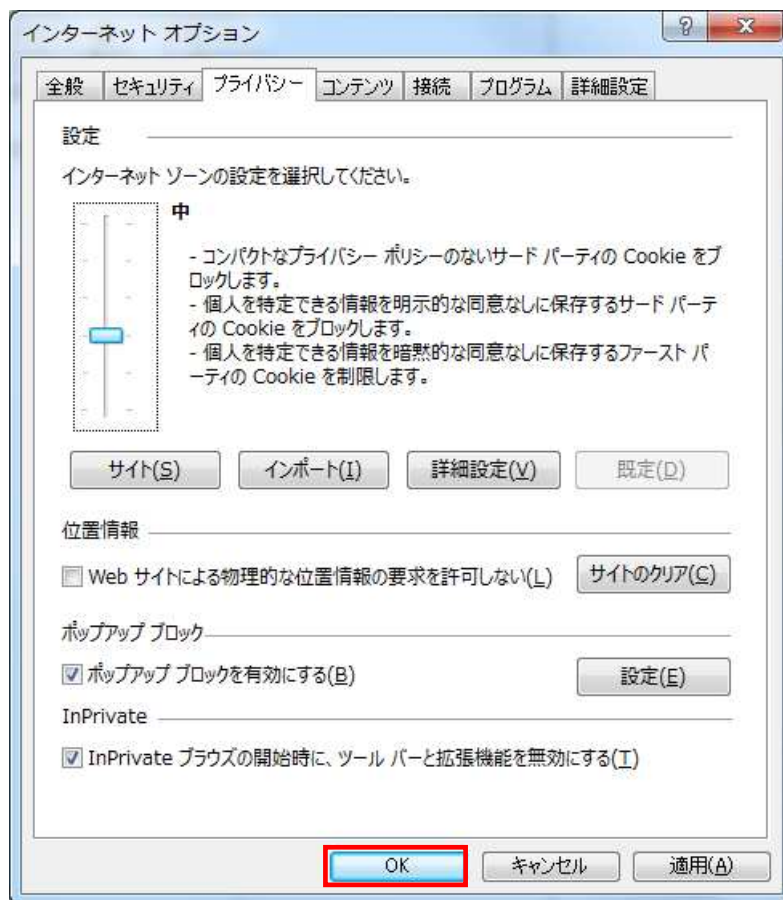 インターネット オプション
全般 セキュリティ プライバシー コンテンツ 接続 プログラム 詳細設定
設定
インターネット ゾーンの設定を選択してください。
中
- コンパクトなプライバシー ポリシーのないサード パーティの Cookie をブ
ロックします。
- 個人を特定できる情報を明示的な同意なしに保存するサード パーテ
ィの Cookie をブロックします。
- 個人を特定できる情報を暗黙的な同意なしに保存するファースト パ
ーティの Cookie を制限します。
サイト(S) インポート(I) 詳細設定(V) 既定(D)
位置情報
Web サイトによる物理的な位置情報の要求を許可しない(L) サイトのクリア(C)
ポップアップ ブロック
ポップアップ ブロックを有効にする(B) 設定(E)
InPrivate
InPrivate ブラウズの開始時に、ツール バーと拡張機能を無効にする(T)
OK キャンセル 適用(A)